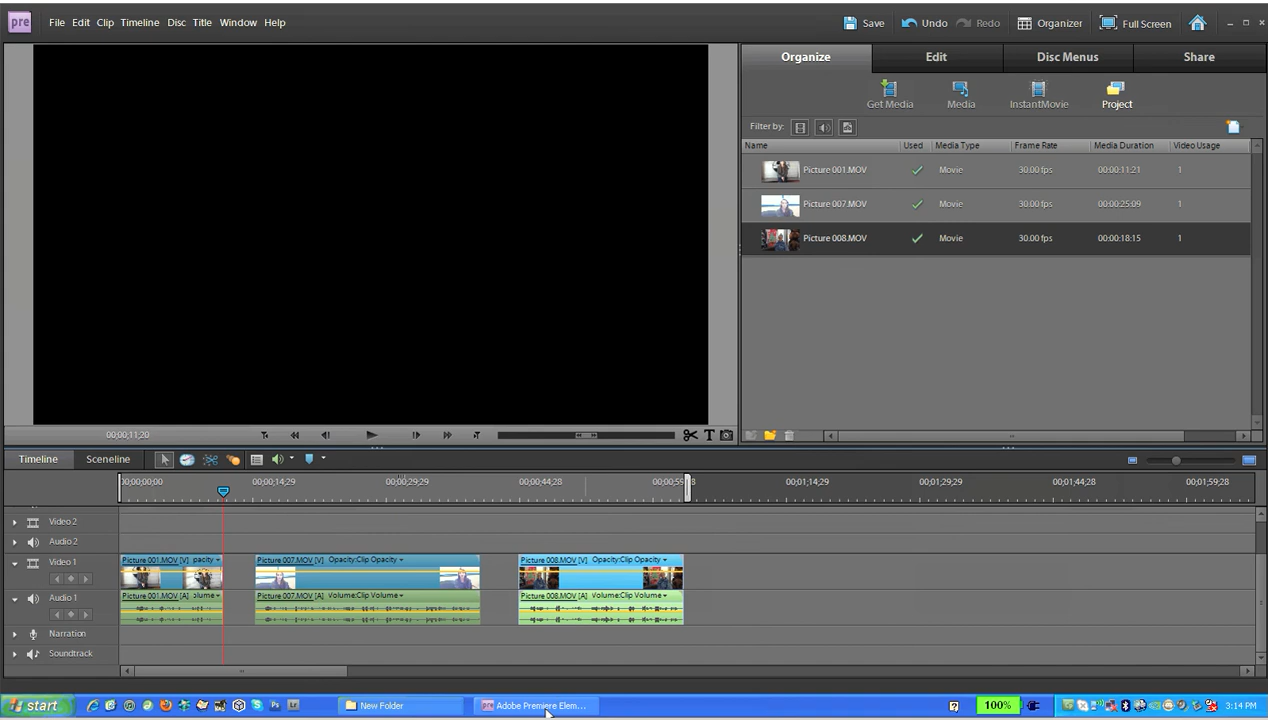 pre File Edit Clip Timeline Disc Title Window Help Save Undo Redo Organizer Full Screen
Organize Edit Disc Menus Share
Get Media Media InstantMovie Project
Filter by:
Name Used Media Type Frame Rate Media Duration Video Usage
Picture 001.MOV Movie 30.00 fps 00:00:11:21 1
Picture 007.MOV Movie 30.00 fps 00:00:25:09 1
Picture 008.MOV Movie 30.00 fps 00:00:18:15 1
00;00;11;20
Timeline Sceneline
00;00;00;00 00;00;14;29 00;00;29;29 00;00;44;28 00;01;14;29 00;01;29;29 00;01;44;28 00;01;59;28
Video 2
Audio 2
Video 1 Picture 001.MOV [V] pacity Picture 007.MOV [V] Opacity:Clip Opacity Picture 008.MOV [V] Opacity:Clip Opacity
Audio 1 Picture 001.MOV [A] olume Picture 007.MOV [A] Volume:Clip Volume Picture 008.MOV [A] Volume:Clip Volume
Narration
Soundtrack
start New Folder pre Adobe Premiere Elem... 100% 3:14 PM